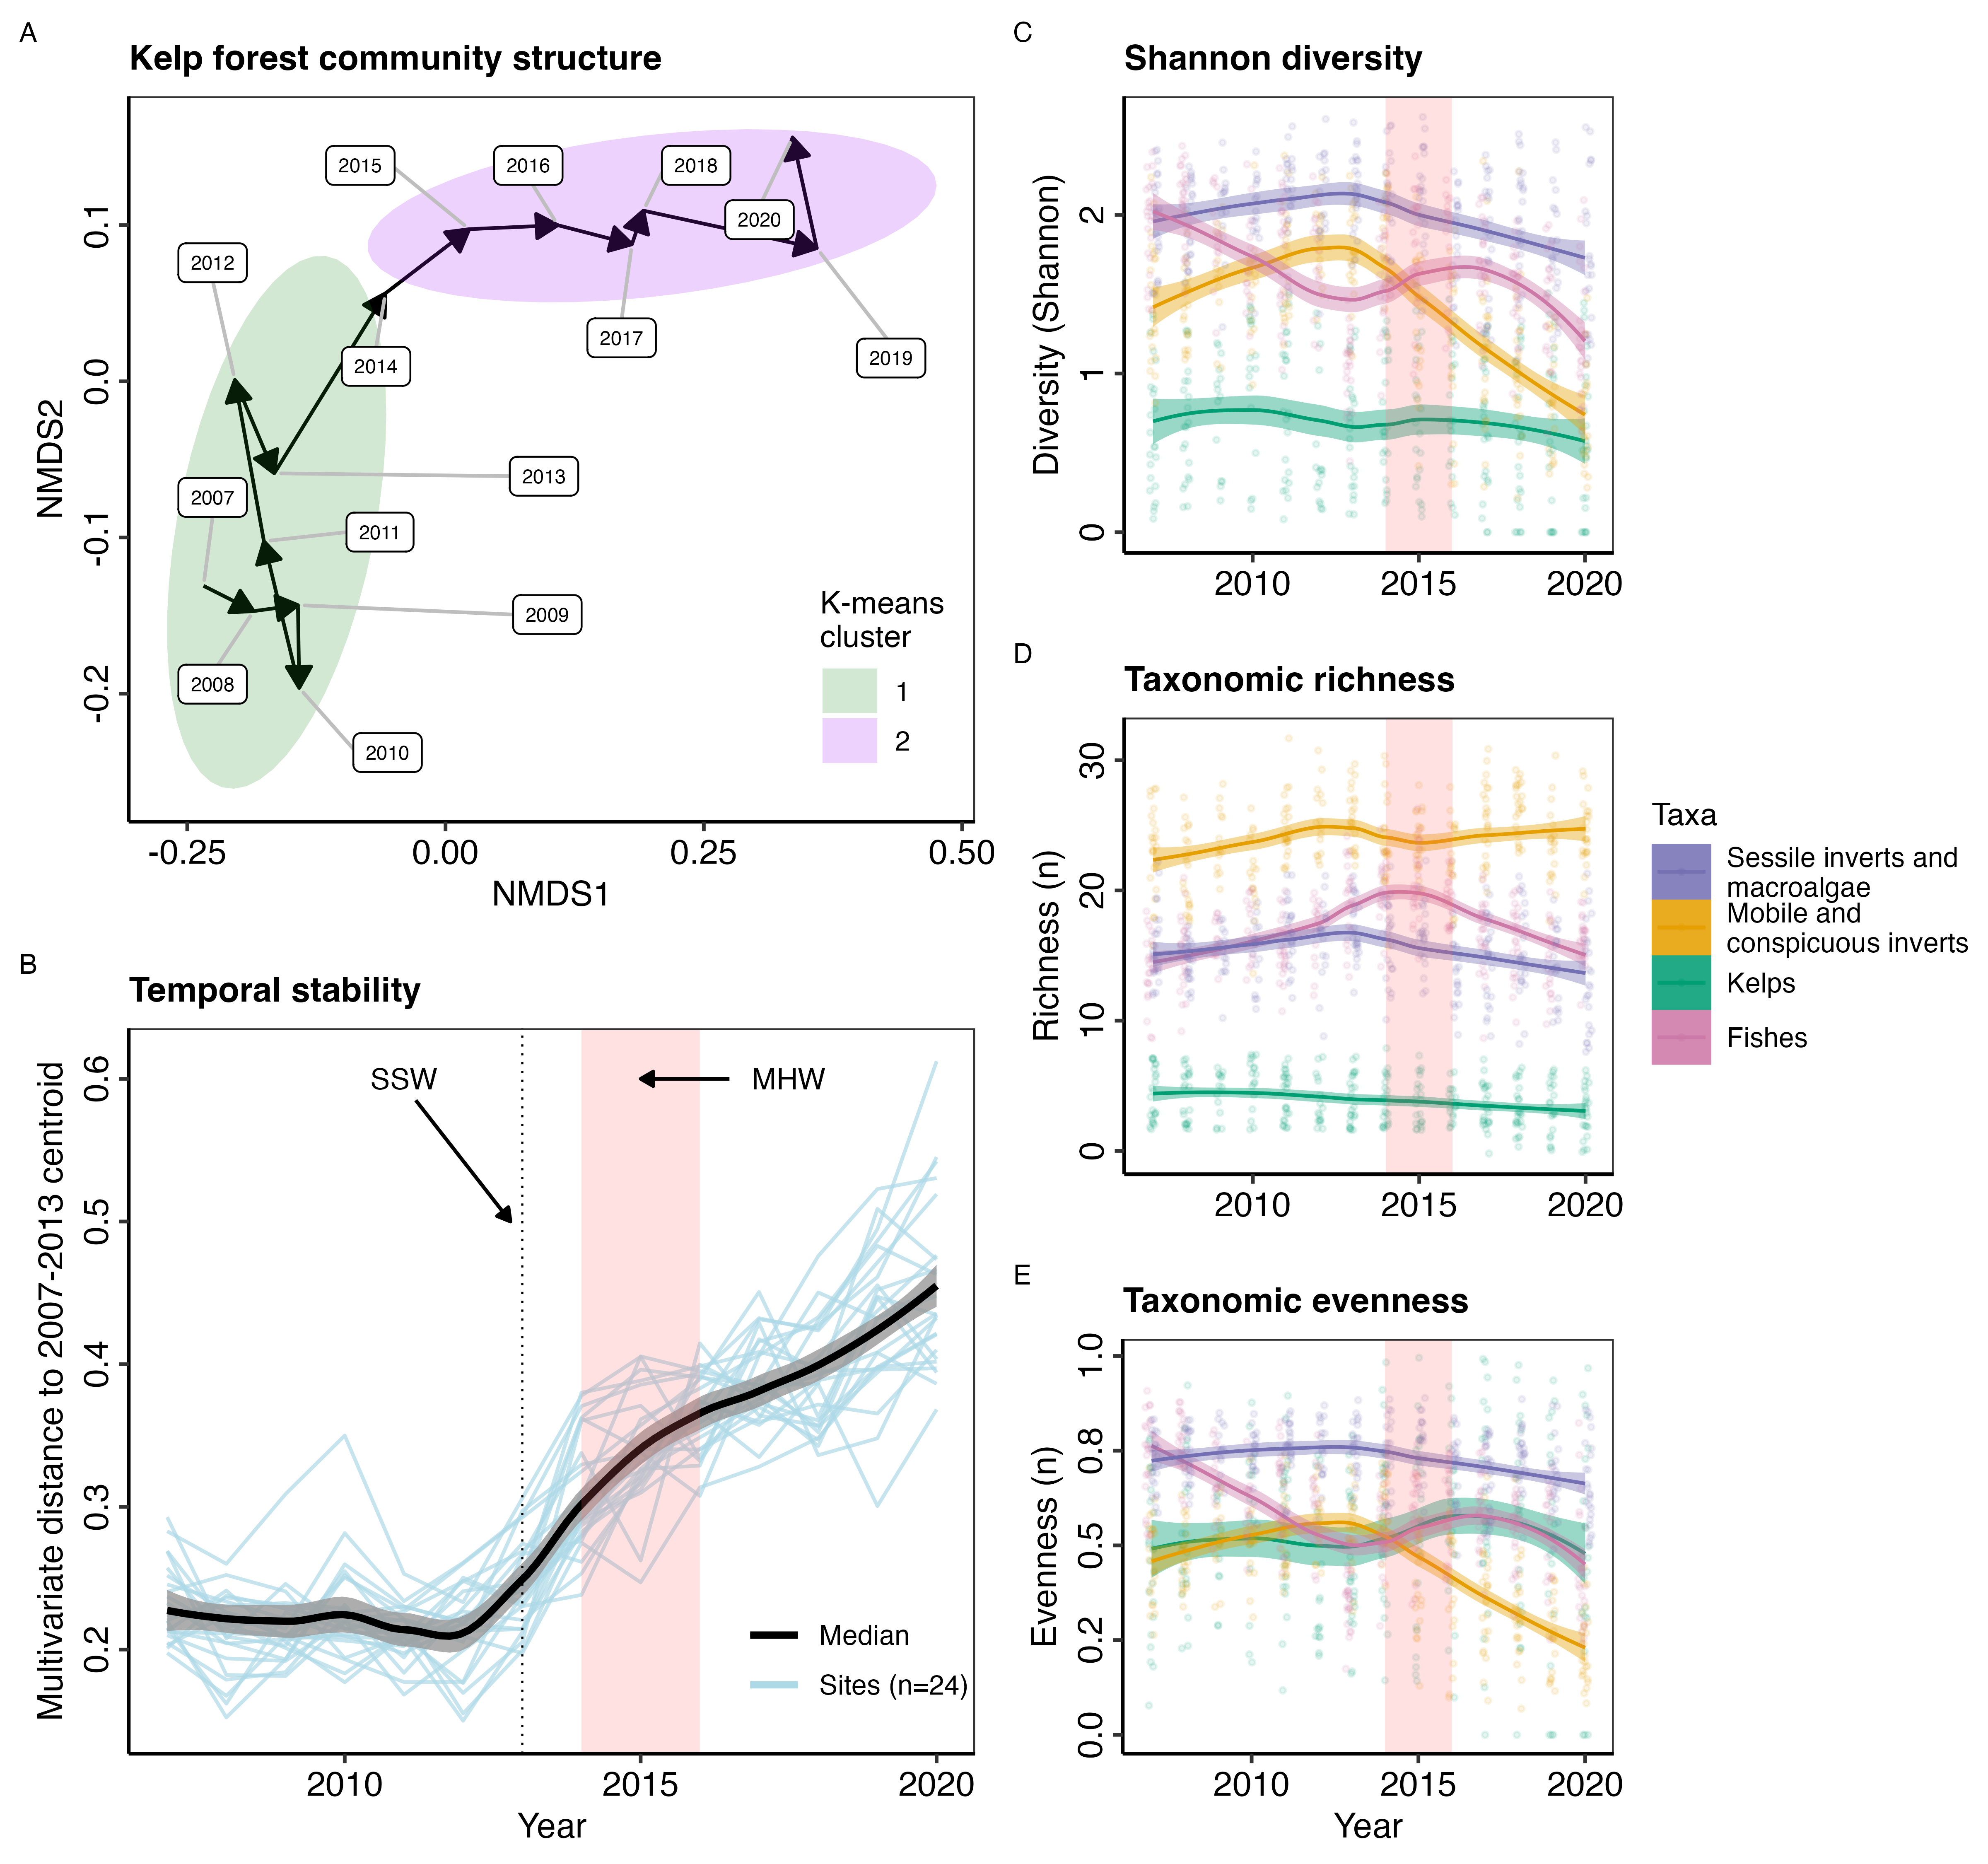 A
Kelp forest community structure
2015
2016
2018
2020
2012
2017
2019
2014
2013
2007
2011
2009
2008
2010
K-means
cluster
1
2
0.1
0.0
-0.1
-0.2
NMDS2
-0.25
0.00
0.25
0.50
NMDS1
B
Temporal stability
SSW
MHW
0.6
0.5
0.4
0.3
0.2
Multivariate distance to 2007-2013 centroid
Median
Sites (n=24)
2010
2015
2020
Year
C
Shannon diversity
2
1
0
Diversity (Shannon)
2010
2015
2020
D
Taxonomic richness
30
20
10
0
Richness (n)
2010
2015
2020
Taxa
Sessile inverts and
macroalgae
Mobile and
conspicuous inverts
Kelps
Fishes
E
Taxonomic evenness
1.0
0.8
0.5
0.2
0.0
Evenness (n)
2010
2015
2020
Year